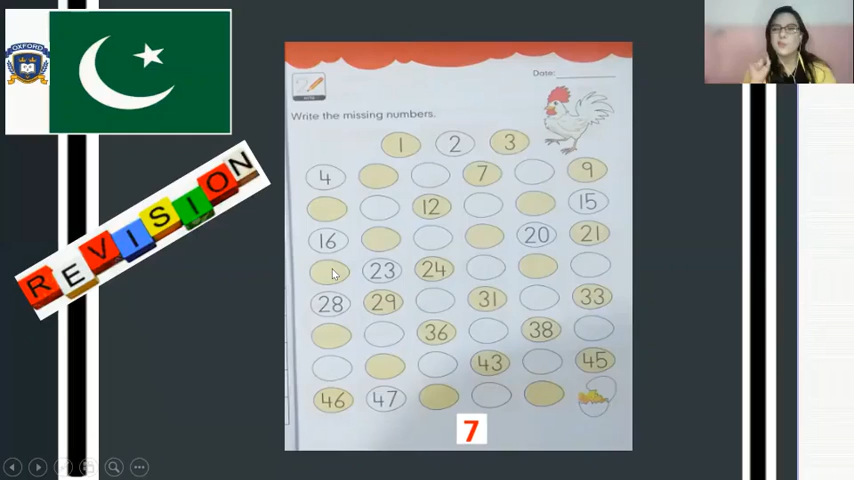 OXFORD
REVISION
Date:
Write the missing numbers.
1 2 3
4 7 9
12 15
16 20 21
23 24
28 29 31 33
36 38
43 45
46 47
7